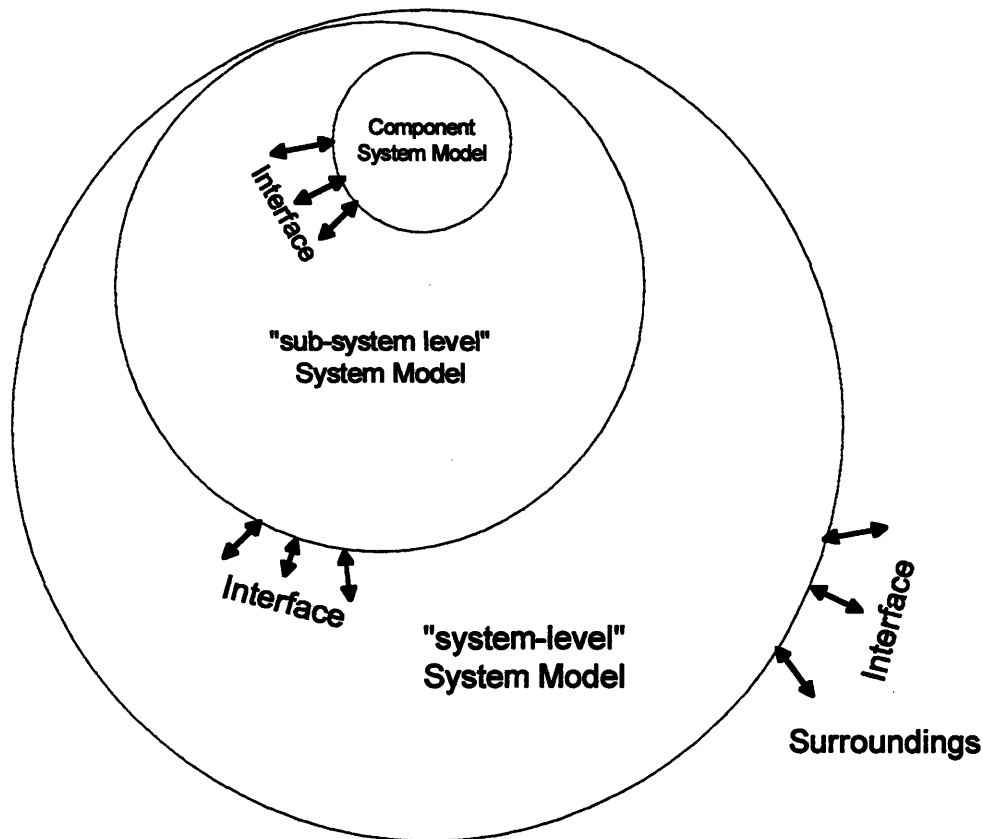 Component
System Model
Interface
"sub-system level"
System Model
Interface
"system-level"
System Model
Interface
Surroundings